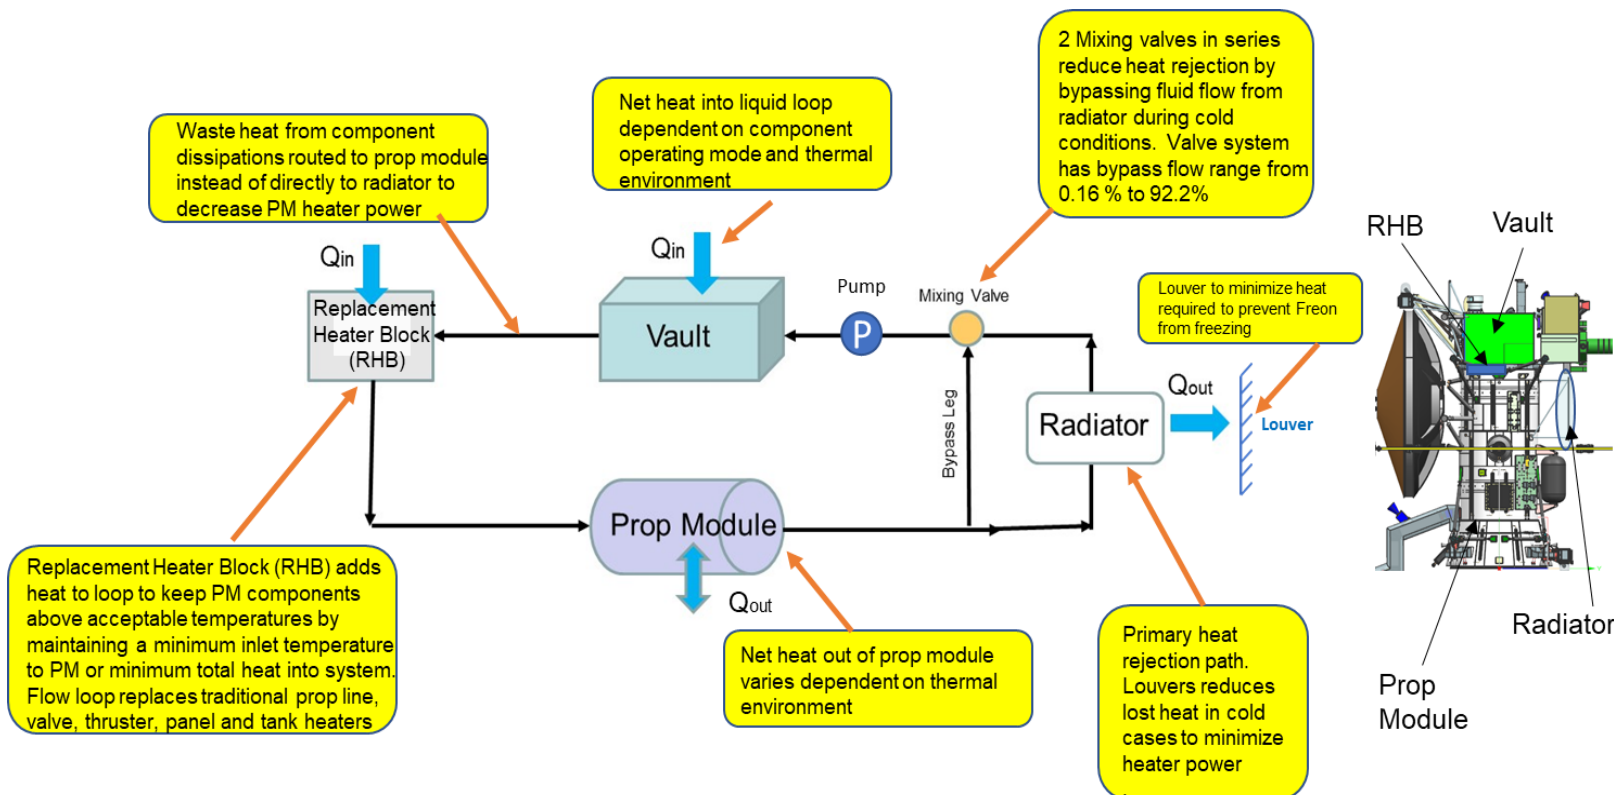 2 Mixing valves in series
reduce heat rejection by
bypassing fluid flow from
radiator during cold
conditions. Valve system
has bypass flow range from
0.16 % to 92.2%
Net heat into liquid loop
dependent on component
operating mode and thermal
environment
Waste heat from component
dissipations routed to prop module
instead of directly to radiator to
decrease PM heater power
RHB
Vault
Qin
Qin
Pump
Mixing Valve
Louver to minimize heat
required to prevent Freon
from freezing
Replacement
Heater Block
(RHB)
Vault
P
Qout
Bypass Leg
Radiator
Louver
Prop Module
Qout
Replacement Heater Block (RHB) adds
heat to loop to keep PM components
above acceptable temperatures by
maintaining a minimum inlet temperature
to PM or minimum total heat into system.
Flow loop replaces traditional prop line,
valve, thruster, panel and tank heaters
Net heat out of prop module
varies dependent on thermal
environment
Primary heat
rejection path.
Louvers reduces
lost heat in cold
cases to minimize
heater power
.
Radiator
Prop
Module